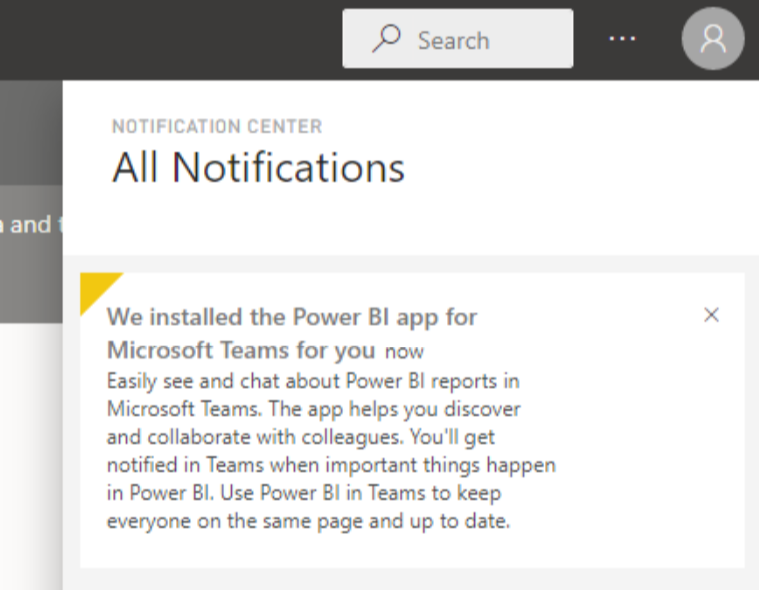 Search
...
NOTIFICATION CENTER
All Notifications
and
We installed the Power BI app for
Microsoft Teams for you now
Easily see and chat about Power BI reports in
Microsoft Teams. The app helps you discover
and collaborate with colleagues. You'll get
notified in Teams when important things happen
in Power BI. Use Power BI in Teams to keep
everyone on the same page and up to date.